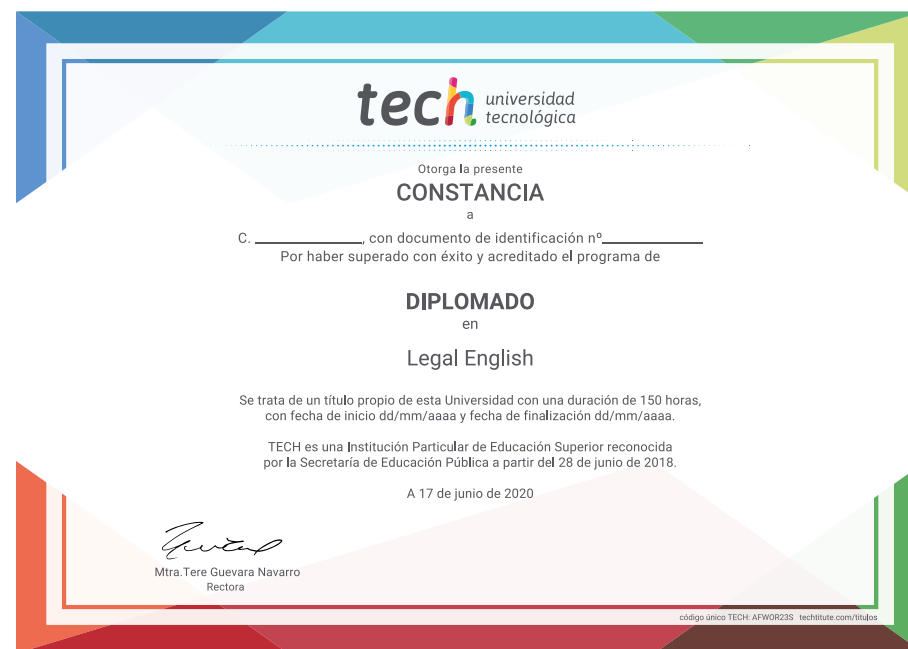 tech universidad
tecnológica
Otorga la presente
CONSTANCIA
a
C. ____________, con documento de identificación nº____________
Por haber superado con éxito y acreditado el programa de
DIPLOMADO
en
Legal English
Se trata de un título propio de esta Universidad con una duración de 150 horas,
con fecha de inicio dd/mm/aaaa y fecha de finalización dd/mm/aaaa.
TECH es una Institución Particular de Educación Superior reconocida
por la Secretaría de Educación Pública a partir del 28 de junio de 2018.
A 17 de junio de 2020
Mtra.Tere Guevara Navarro
Rectora
código único TECH: AFWOR23S techtitute.com/titulos